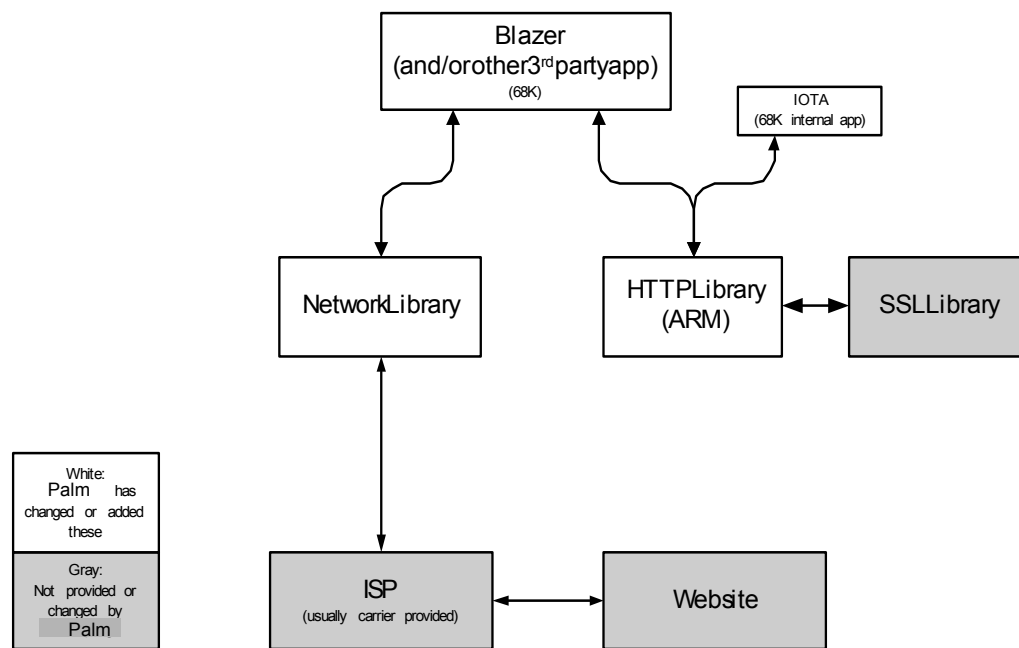 Blazer
(and/orother3rdpartyapp)
(68K)
IOTA
(68K internal app)
NetworkLibrary
HTTPLibrary
(ARM)
SSLLibrary
White:
Palm has
changed or added
these
Gray:
Not provided or
changed by
Palm
ISP
(usually carrier provided)
Website